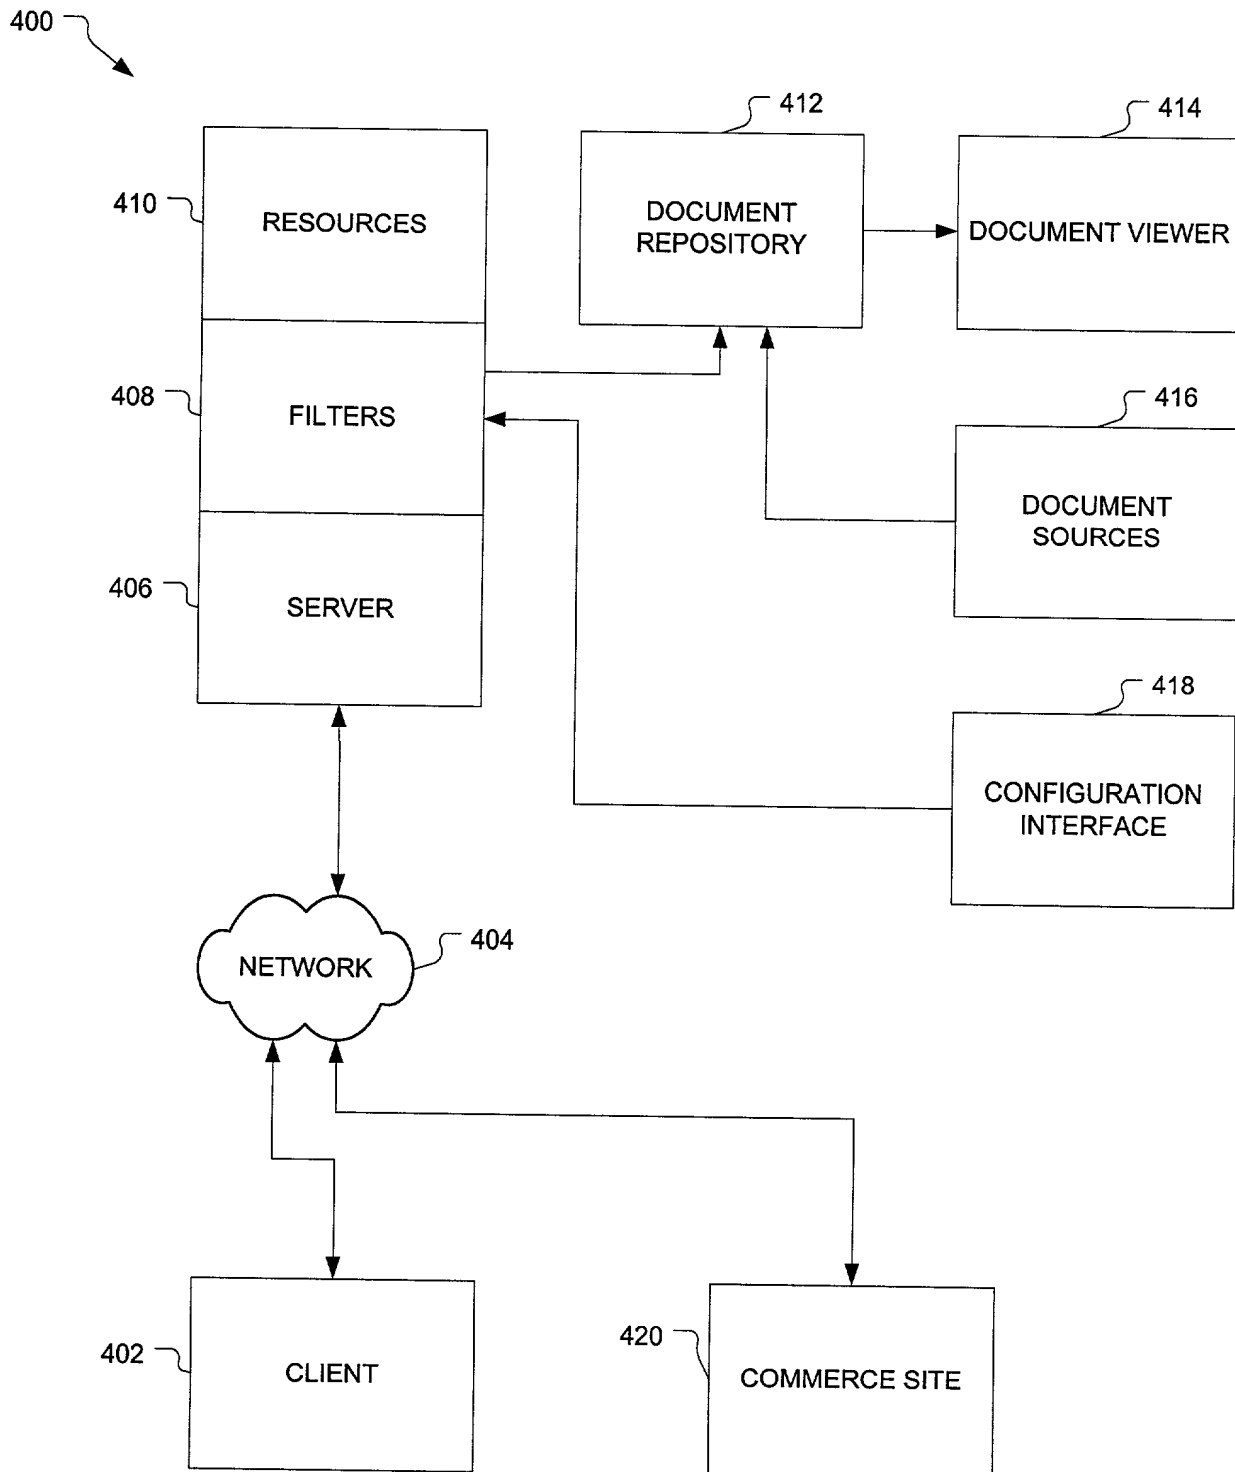 400
412
414
410
RESOURCES
DOCUMENT
REPOSITORY
DOCUMENT VIEWER
408
FILTERS
416
DOCUMENT
SOURCES
406
SERVER
418
CONFIGURATION
INTERFACE
404
NETWORK
402
CLIENT
420
COMMERCE SITE